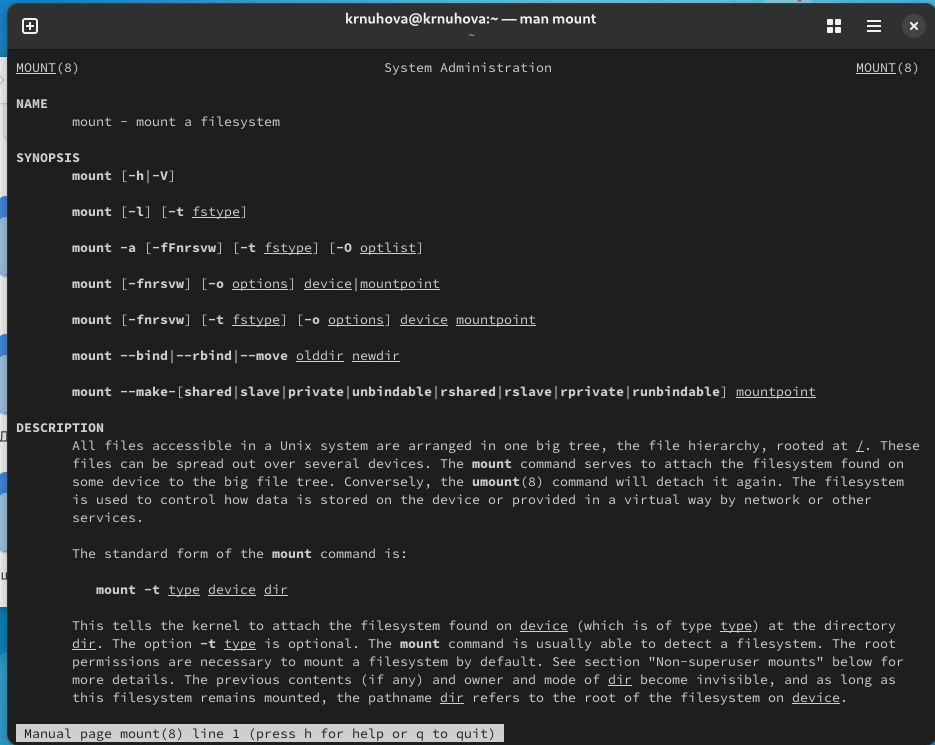 krnuhova@krnuhova:~ — man mount
~
MOUNT(8) System Administration MOUNT(8)
NAME
mount - mount a filesystem
SYNOPSIS
mount [-h|-V]
mount [-l] [-t fstype]
mount -a [-fFnrsvw] [-t fstype] [-O optlist]
mount [-fnrsvw] [-o options] device|mountpoint
mount [-fnrsvw] [-t fstype] [-o options] device mountpoint
mount --bind|--rbind|--move olddir newdir
mount --make-[shared|slave|private|unbindable|rshared|rslave|rprivate|runbindable] mountpoint
DESCRIPTION
All files accessible in a Unix system are arranged in one big tree, the file hierarchy, rooted at /. These
files can be spread out over several devices. The mount command serves to attach the filesystem found on
some device to the big file tree. Conversely, the umount(8) command will detach it again. The filesystem
is used to control how data is stored on the device or provided in a virtual way by network or other
services.
The standard form of the mount command is:
mount -t type device dir
This tells the kernel to attach the filesystem found on device (which is of type type) at the directory
dir. The option -t type is optional. The mount command is usually able to detect a filesystem. The root
permissions are necessary to mount a filesystem by default. See section "Non-superuser mounts" below for
more details. The previous contents (if any) and owner and mode of dir become invisible, and as long as
this filesystem remains mounted, the pathname dir refers to the root of the filesystem on device.
Manual page mount(8) line 1 (press h for help or q to quit)